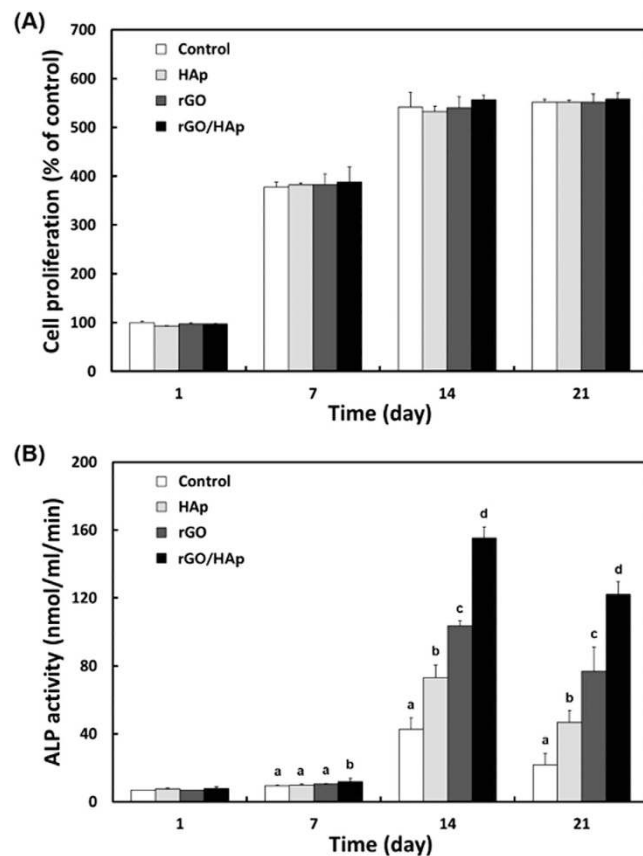 (A)
700
600
500
400
300
200
100
0
Cell proliferation (% of control)
Control
HAp
rGO
rGO/HAp
1 7 14 21
Time (day)
(B)
200
160
120
80
40
0
ALP activity (nmol/ml/min)
Control
HAp
rGO
rGO/HAp
a a a b
a b c d
a b c d
1 7 14 21
Time (day)